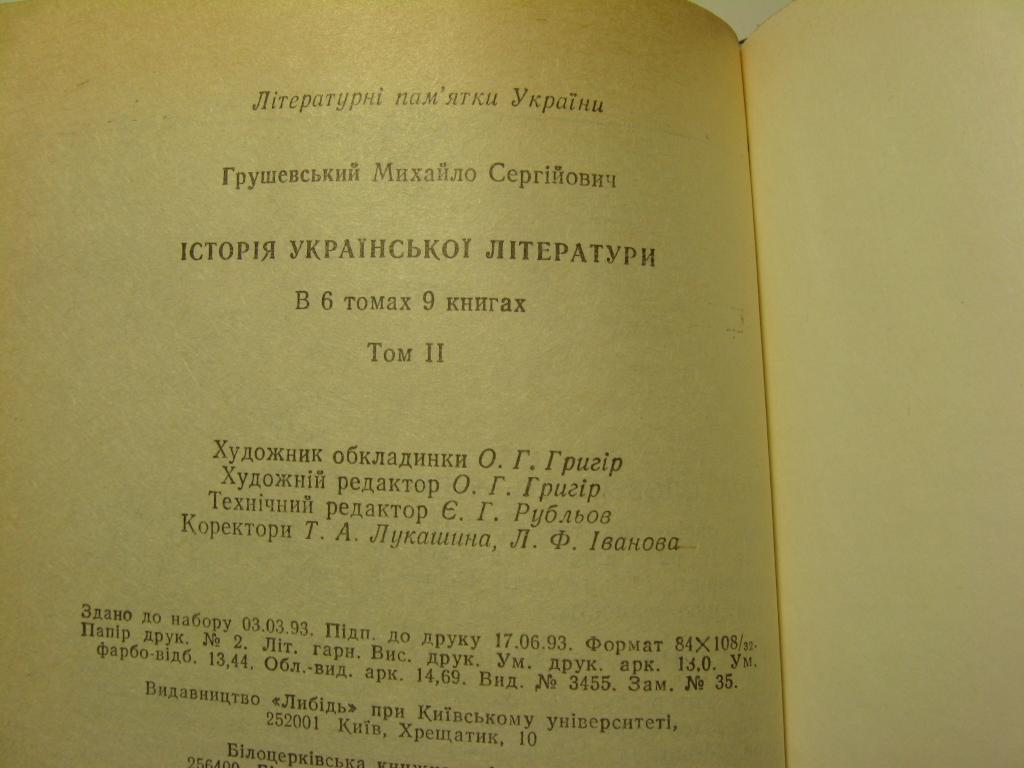 Літературні пам'ятки України
Грушевський Михайло Сергійович
ІСТОРІЯ УКРАЇНСЬКОЇ ЛІТЕРАТУРИ
В 6 томах 9 книгах
Том II
Художник обкладинки О. Г. Григір
Художній редактор О. Г. Григір
Технічний редактор Є. Г. Рубльов
Коректори Т. А. Лукашина, Л. Ф. Іванова
Здано до набору 03.03.93. Підп. до друку 17.06.93. Формат 84×108/32.
Папір друк. № 2. Літ. гарн. Вис. друк. Ум. друк. арк. 13,0. Ум.
фарбо-відб. 13,44. Обл.-вид. арк. 14,69. Вид. № 3455. Зам. № 35.
Видавництво «Либідь» при Київському університеті,
252001 Київ, Хрещатик, 10
Білоцерківська